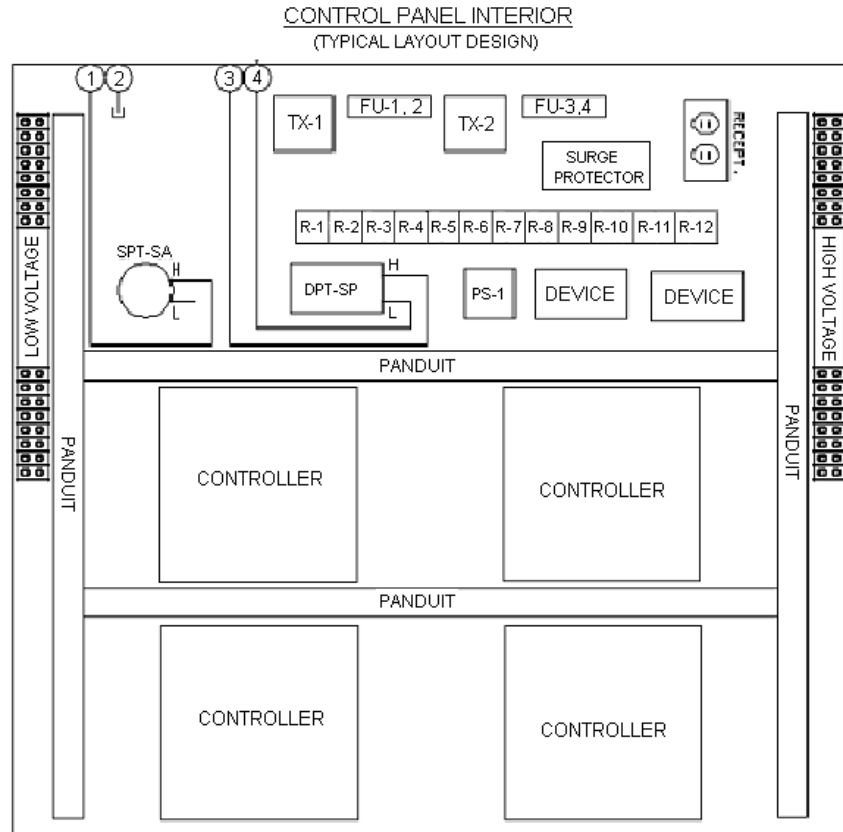 CONTROL PANEL INTERIOR
(TYPICAL LAYOUT DESIGN)
1 2 3 4
TX-1 FU-1, 2 TX-2 FU-3,4
RECEPT.
SURGE
PROTECTOR
R-1 R-2 R-3 R-4 R-5 R-6 R-7 R-8 R-9 R-10 R-11 R-12
LOW VOLTAGE
SPT-SA
H
L
DPT-SP
H
L
PS-1 DEVICE DEVICE
HIGH VOLTAGE
PANDUIT
PANDUIT
PANDUIT
CONTROLLER CONTROLLER
PANDUIT
CONTROLLER CONTROLLER